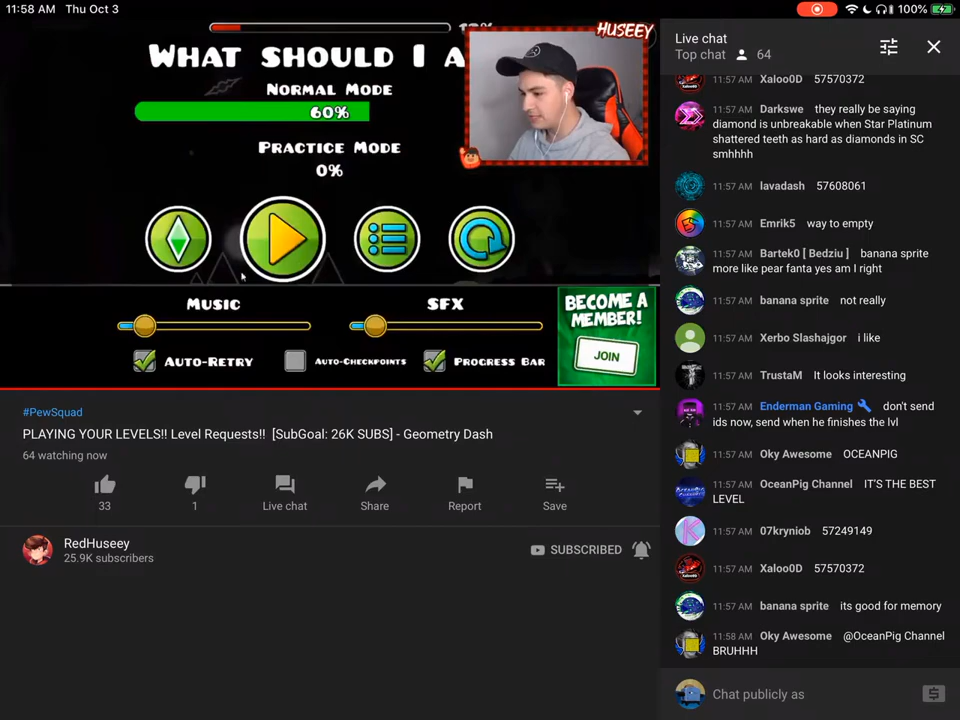 11:58 AM Thu Oct 3
100%
HUSEEY
WHAT SHOULD I A
NORMAL MODE
60%
PRACTICE MODE
0%
MUSIC
SFX
AUTO-RETRY
AUTO-CHECKPOINTS
PROGRESS BAR
BECOME A
MEMBER!
JOIN
#PewSquad
PLAYING YOUR LEVELS!! Level Requests!! [SubGoal: 26K SUBS] - Geometry Dash
64 watching now
33
1
Live chat
Share
Report
Save
RedHuseey
25.9K subscribers
SUBSCRIBED
Live chat
Top chat 64
11:57 AM Xaloo0D 57570372
11:57 AM Darkswe they really be saying
diamond is unbreakable when Star Platinum
shattered teeth as hard as diamonds in SC
smhhhh
11:57 AM lavadash 57608061
11:57 AM Emrik5 way to empty
11:57 AM Bartek0 [ Bedziu ] banana sprite
more like pear fanta yes am I right
11:57 AM banana sprite not really
11:57 AM Xerbo Slashajgor i like
11:57 AM TrustaM It looks interesting
11:57 AM Enderman Gaming don't send
ids now, send when he finishes the lvl
11:57 AM Oky Awesome OCEANPIG
11:57 AM OceanPig Channel IT'S THE BEST
LEVEL
11:57 AM 07kryniob 57249149
11:57 AM Xaloo0D 57570372
11:57 AM banana sprite its good for memory
11:58 AM Oky Awesome @OceanPig Channel
BRUHHH
Chat publicly as